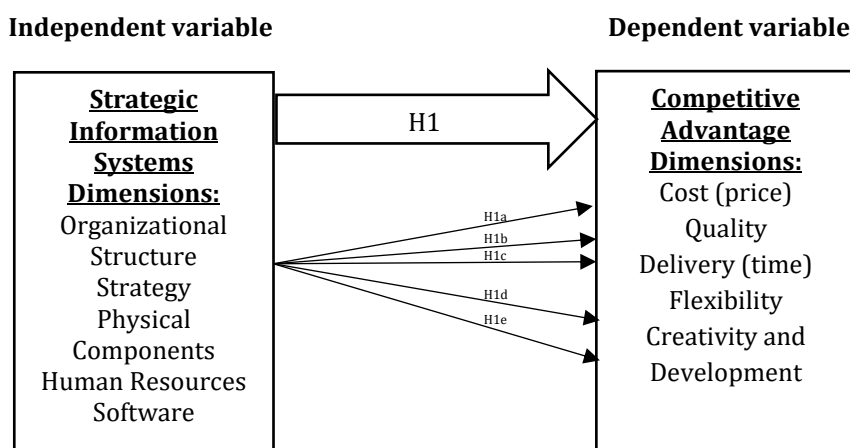 Independent variable
Dependent variable
Strategic
Information
Systems
Dimensions:
Organizational
Structure
Strategy
Physical
Components
Human Resources
Software
H1
H1a
H1b
H1c
H1d
H1e
Competitive
Advantage
Dimensions:
Cost (price)
Quality
Delivery (time)
Flexibility
Creativity and
Development